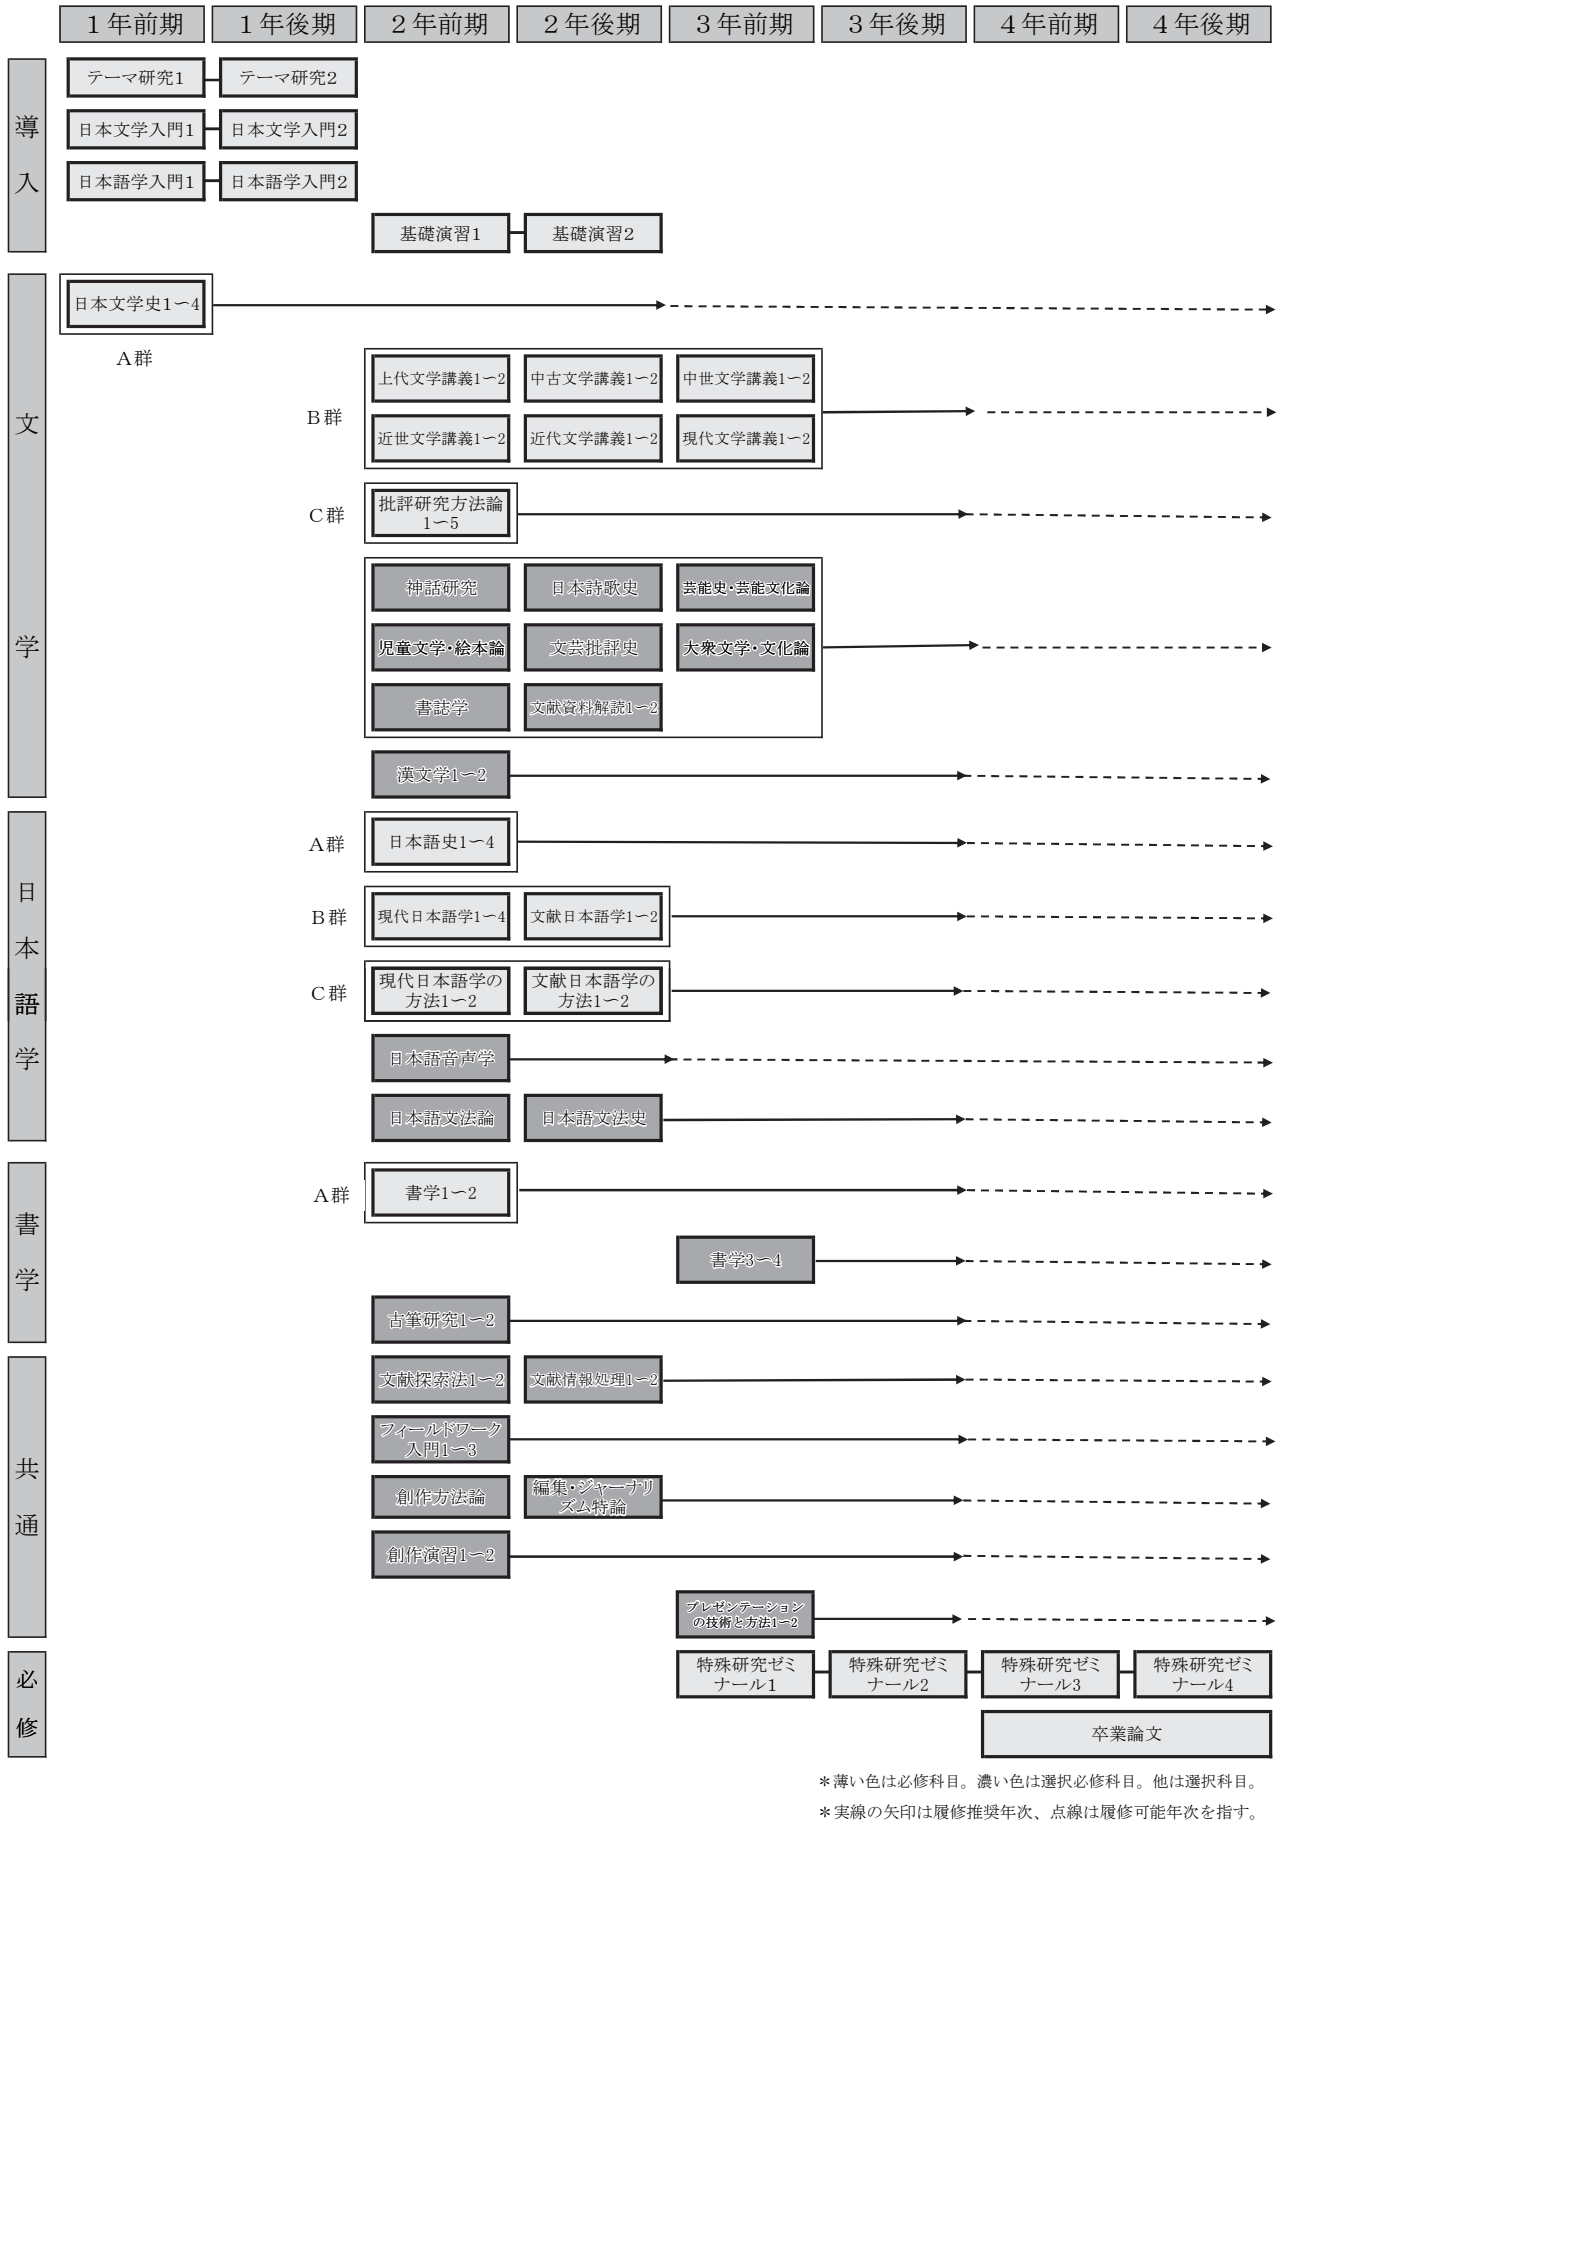 １年前期
１年後期
２年前期
２年後期
３年前期
３年後期
４年前期
４年後期
導入
テーマ研究1
テーマ研究2
日本文学入門1
日本文学入門2
日本語学入門1
日本語学入門2
基礎演習1
基礎演習2
文学
日本文学史1〜4
A群
B群
上代文学講義1〜2
中古文学講義1〜2
中世文学講義1〜2
近世文学講義1〜2
近代文学講義1〜2
現代文学講義1〜2
C群
批評研究方法論
1〜5
神話研究
日本詩歌史
芸能史・芸能文化論
児童文学・絵本論
文芸批評史
大衆文学・文化論
書誌学
文献資料解読1〜2
漢文学1〜2
日本語学
A群
日本語史1〜4
B群
現代日本語学1〜4
文献日本語学1〜2
C群
現代日本語学の
方法1〜2
文献日本語学の
方法1〜2
日本語音声学
日本語文法論
日本語文法史
書学
A群
書学1〜2
書学3〜4
古筆研究1〜2
共通
文献探索法1〜2
文献情報処理1〜2
フィールドワーク
入門1〜3
創作方法論
編集・ジャーナリ
ズム特論
創作演習1〜2
プレゼンテーション
の技術と方法1〜2
必修
特殊研究ゼミ
ナール1
特殊研究ゼミ
ナール2
特殊研究ゼミ
ナール3
特殊研究ゼミ
ナール4
卒業論文
＊薄い色は必修科目。濃い色は選択必修科目。他は選択科目。
＊実線の矢印は履修推奨年次、点線は履修可能年次を指す。